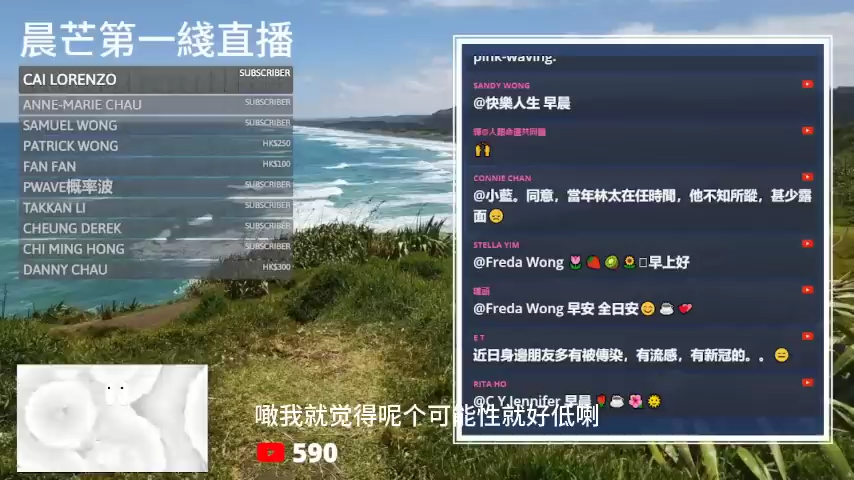 晨芒第一綫直播
CAI LORENZO SUBSCRIBER
ANNE-MARIE CHAU SUBSCRIBER
SAMUEL WONG SUBSCRIBER
PATRICK WONG HK$250
FAN FAN HK$100
PWAVE概率波 SUBSCRIBER
TAKKAN LI SUBSCRIBER
CHEUNG DEREK SUBSCRIBER
CHI MING HONG SUBSCRIBER
DANNY CHAU HK$300
pink-waving:
SANDY WONG
@快樂人生 早晨
CONNIE CHAN
@小藍。同意，當年林太在任時間，他不知所蹤，甚少露
面😔
STELLA YIM
@Freda Wong 🌷🍓🥝🌻早上好
@Freda Wong 早安 全日安😊☕💕
E T
近日身邊朋友多有被傳染，有流感，有新冠的。。😑
RITA HO
@C Y Jennifer 早晨🌹☕🌺🌞
噉我就觉得呢个可能性就好低喇
590